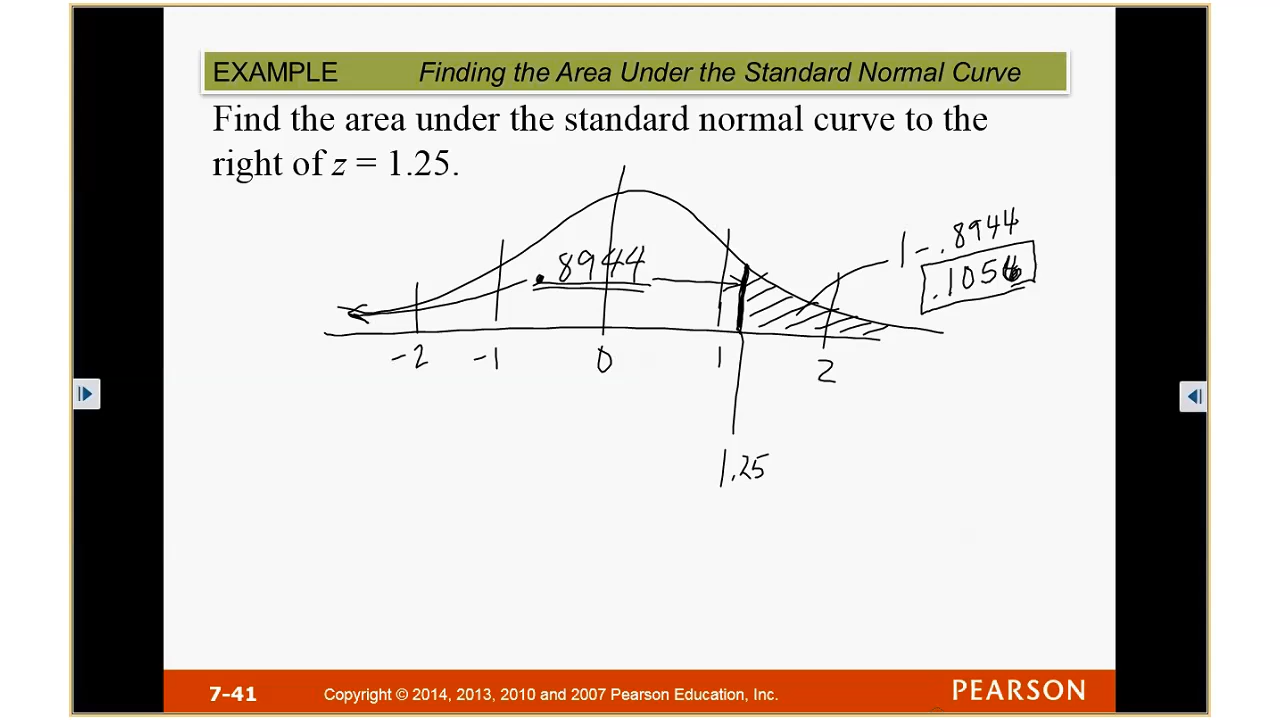 EXAMPLE Finding the Area Under the Standard Normal Curve
Find the area under the standard normal curve to the
right of z = 1.25.
1 - .8944
.8944
.1056
-2 -1 0 1 2
1.25
7-41 Copyright © 2014, 2013, 2010 and 2007 Pearson Education, Inc. PEARSON